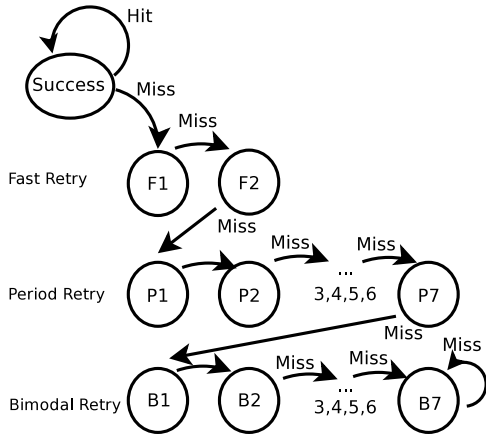 Hit
Success
Miss
Miss
Fast Retry
F1
F2
Miss
Miss
Miss
Period Retry
P1
P2
...
3,4,5,6
P7
Miss
Miss
Miss
Miss
Bimodal Retry
B1
B2
...
3,4,5,6
B7